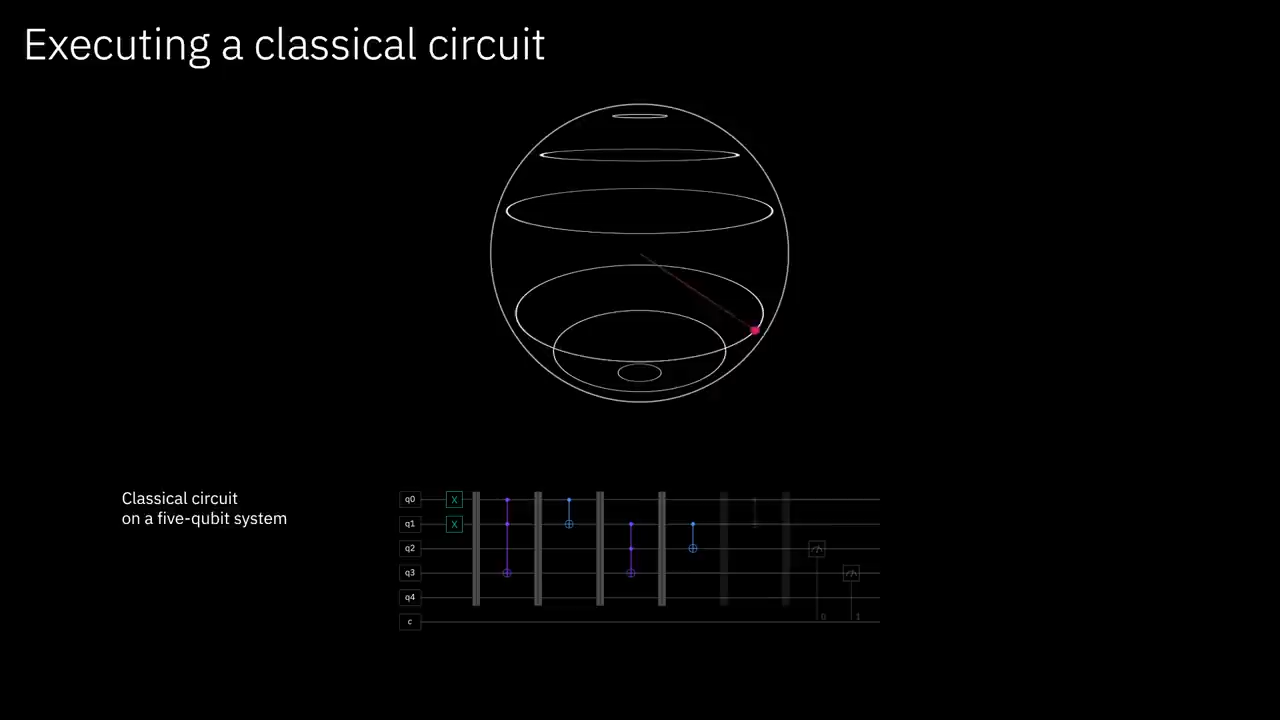 Executing a classical circuit
Classical circuit
on a five-qubit system
q0 X
q1 X
q2
q3
q4
c
0 1